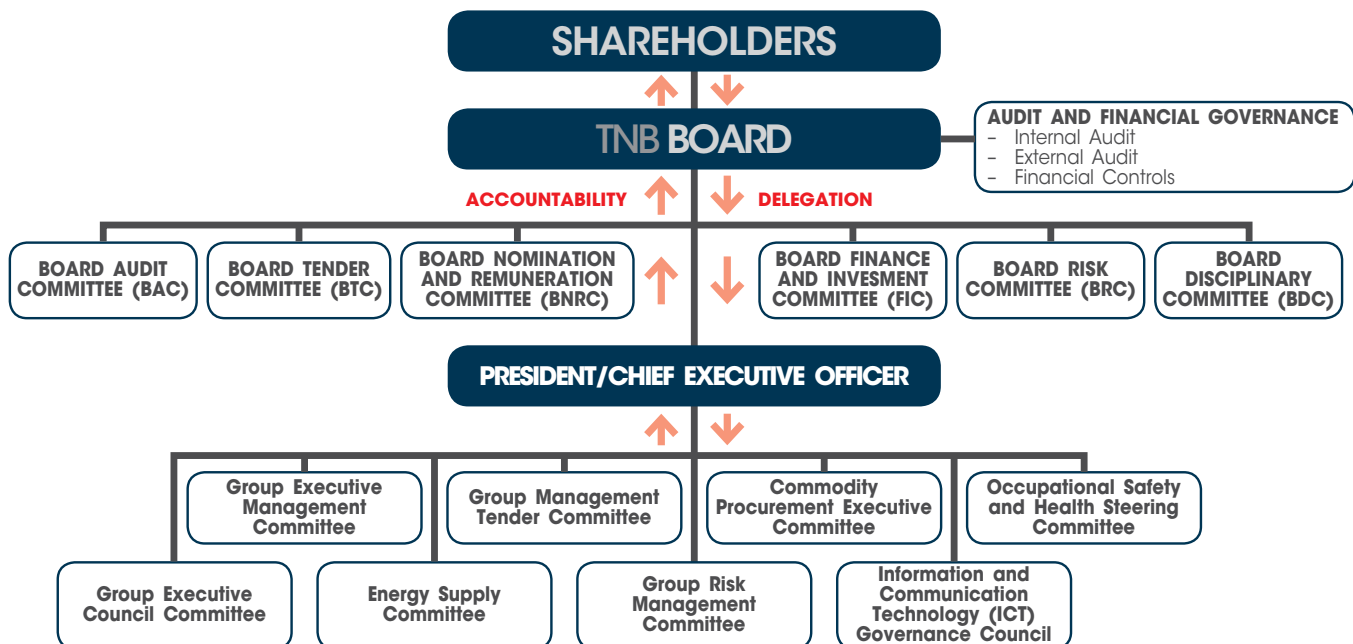 SHAREHOLDERS
TNB BOARD
AUDIT AND FINANCIAL GOVERNANCE
- Internal Audit
- External Audit
- Financial Controls
ACCOUNTABILITY
DELEGATION
BOARD AUDIT
COMMITTEE (BAC)
BOARD TENDER
COMMITTEE (BTC)
BOARD NOMINATION
AND REMUNERATION
COMMITTEE (BNRC)
BOARD FINANCE
AND INVESMENT
COMMITTEE (FIC)
BOARD RISK
COMMITTEE (BRC)
BOARD
DISCIPLINARY
COMMITTEE (BDC)
PRESIDENT/CHIEF EXECUTIVE OFFICER
Group Executive
Management
Committee
Group Management
Tender Committee
Commodity
Procurement Executive
Committee
Occupational Safety
and Health Steering
Committee
Group Executive
Council Committee
Energy Supply
Committee
Group Risk
Management
Committee
Information and
Communication
Technology (ICT)
Governance Council